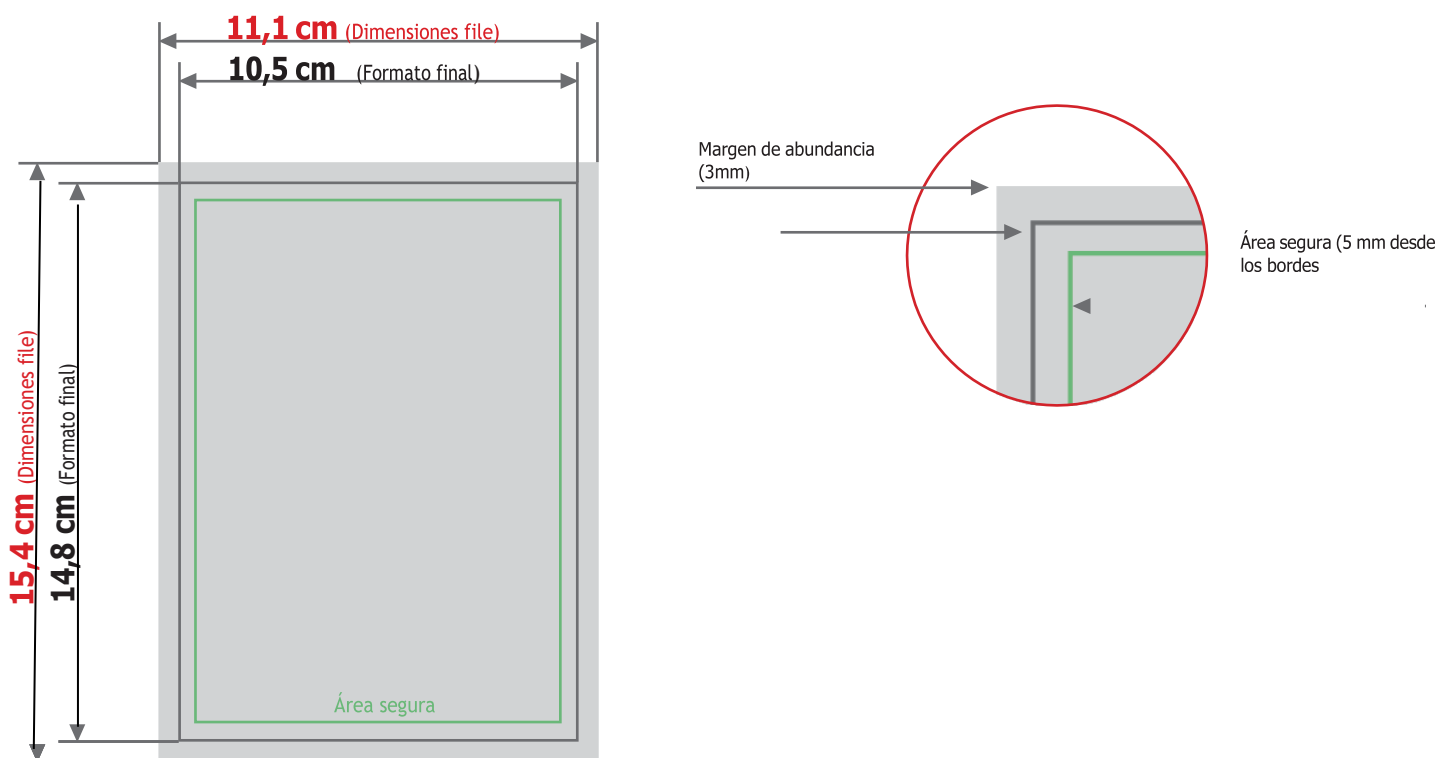 11,1 cm (Dimensiones file)
10,5 cm (Formato final)
15,4 cm (Dimensiones file)
14,8 cm (Formato final)
Área segura
Margen de abundancia
(3mm)
Área segura (5 mm desde
los bordes